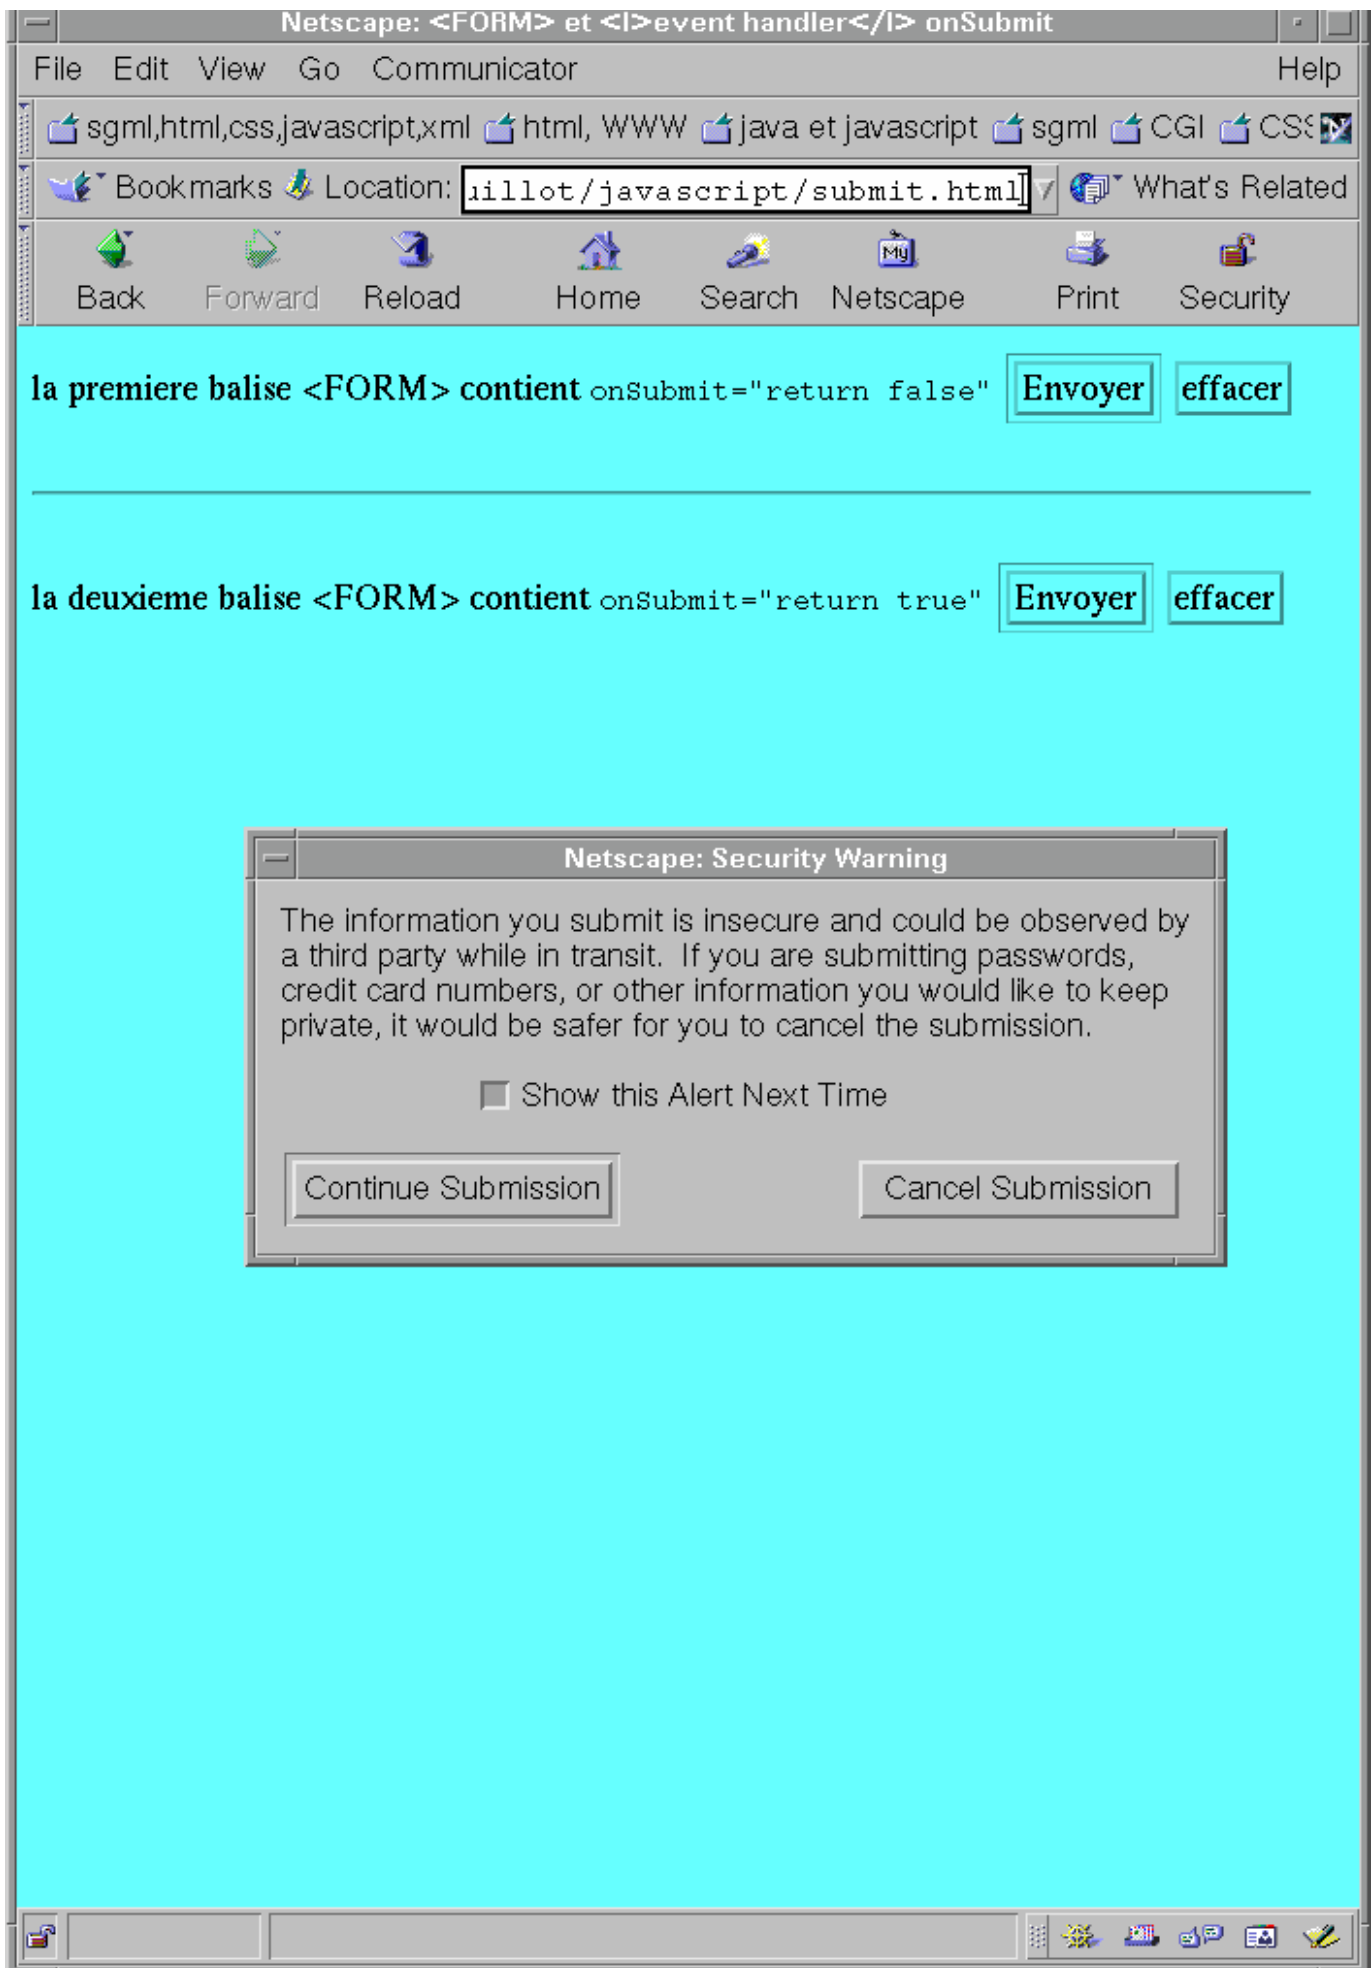 Netscape: <FORM> et <I>event handler</I> onSubmit
File Edit View Go Communicator Help
sgml,html,css,javascript,xml html, WWW java et javascript sgml CGI CSS
Bookmarks Location: uillot/javascript/submit.html What's Related
My
Back Forward Reload Home Search Netscape Print Security
la premiere balise <FORM> contient onSubmit="return false" Envoyer effacer
la deuxieme balise <FORM> contient onSubmit="return true" Envoyer effacer
Netscape: Security Warning
The information you submit is insecure and could be observed by
a third party while in transit. If you are submitting passwords,
credit card numbers, or other information you would like to keep
private, it would be safer for you to cancel the submission.
Show this Alert Next Time
Continue Submission Cancel Submission